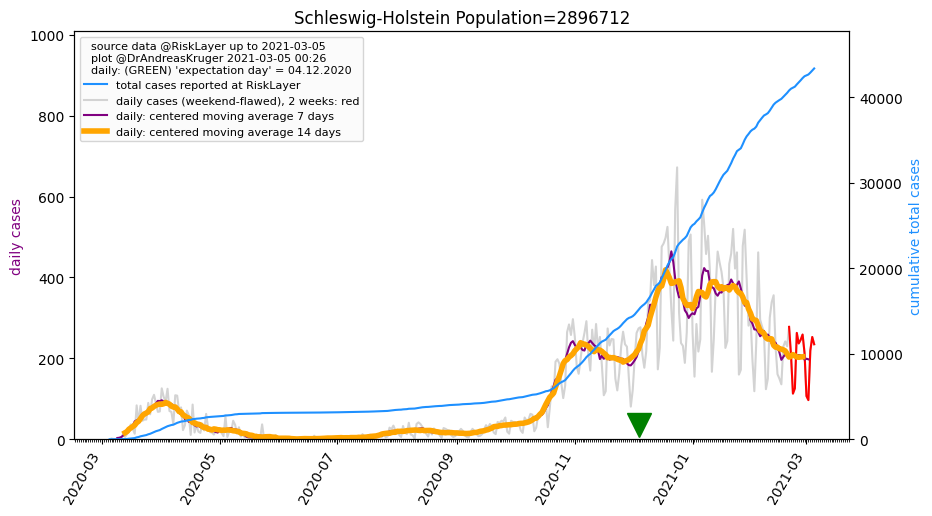 Schleswig-Holstein Population=2896712
source data @RiskLayer up to 2021-03-05
plot @DrAndreasKruger 2021-03-05 00:26
daily: (GREEN) 'expectation day' = 04.12.2020
total cases reported at RiskLayer
daily cases (weekend-flawed), 2 weeks: red
daily: centered moving average 7 days
daily: centered moving average 14 days
daily cases
1000
800
600
400
200
0
cumulative total cases
40000
30000
20000
10000
0
2020-03
2020-05
2020-07
2020-09
2020-11
2021-01
2021-03